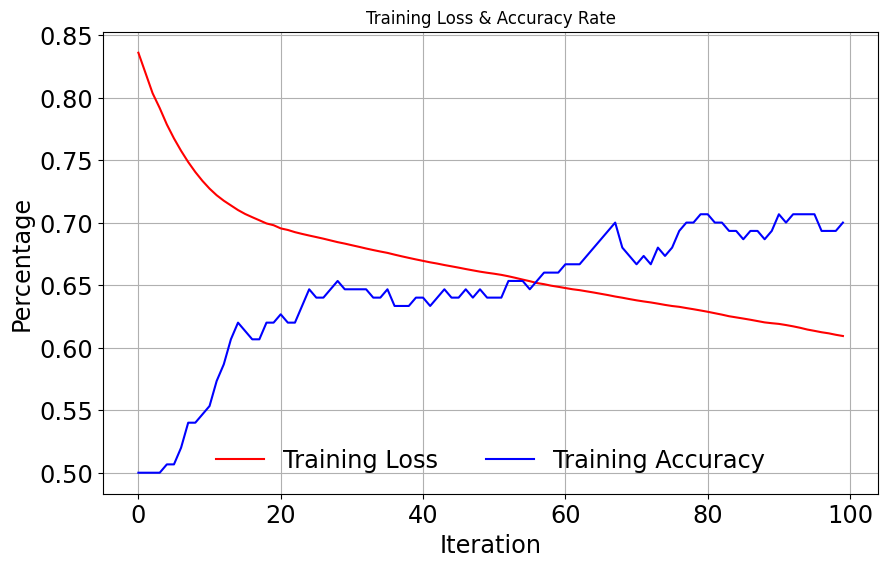 Training Loss & Accuracy Rate
Percentage
0.85
0.80
0.75
0.70
0.65
0.60
0.55
0.50
Training Loss
Training Accuracy
0 20 40 60 80 100
Iteration